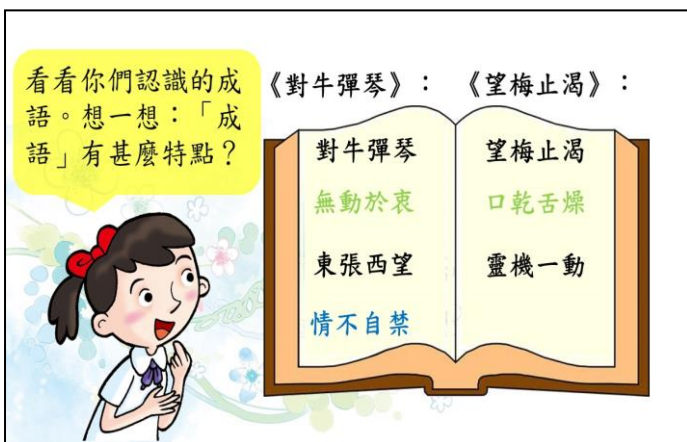 看看你們認識的成
語。想一想：「成
語」有甚麼特點？
《對牛彈琴》：
對牛彈琴
無動於衷
東張西望
情不自禁
《望梅止渴》：
望梅止渴
口乾舌燥
靈機一動